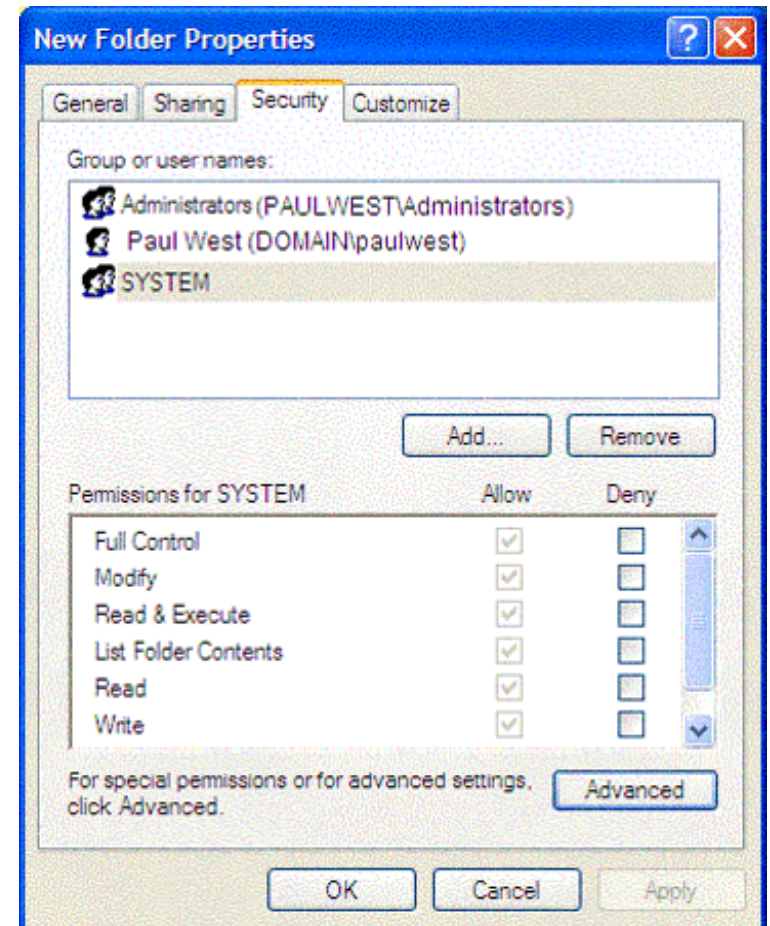 New Folder Properties
General Sharing Security Customize
Group or user names:
Administrators (PAULWEST\Administrators)
Paul West (DOMAIN\paulwest)
SYSTEM
Add... Remove
Permissions for SYSTEM Allow Deny
Full Control
Modify
Read & Execute
List Folder Contents
Read
Write
For special permissions or for advanced settings,
click Advanced.
Advanced
OK Cancel Apply